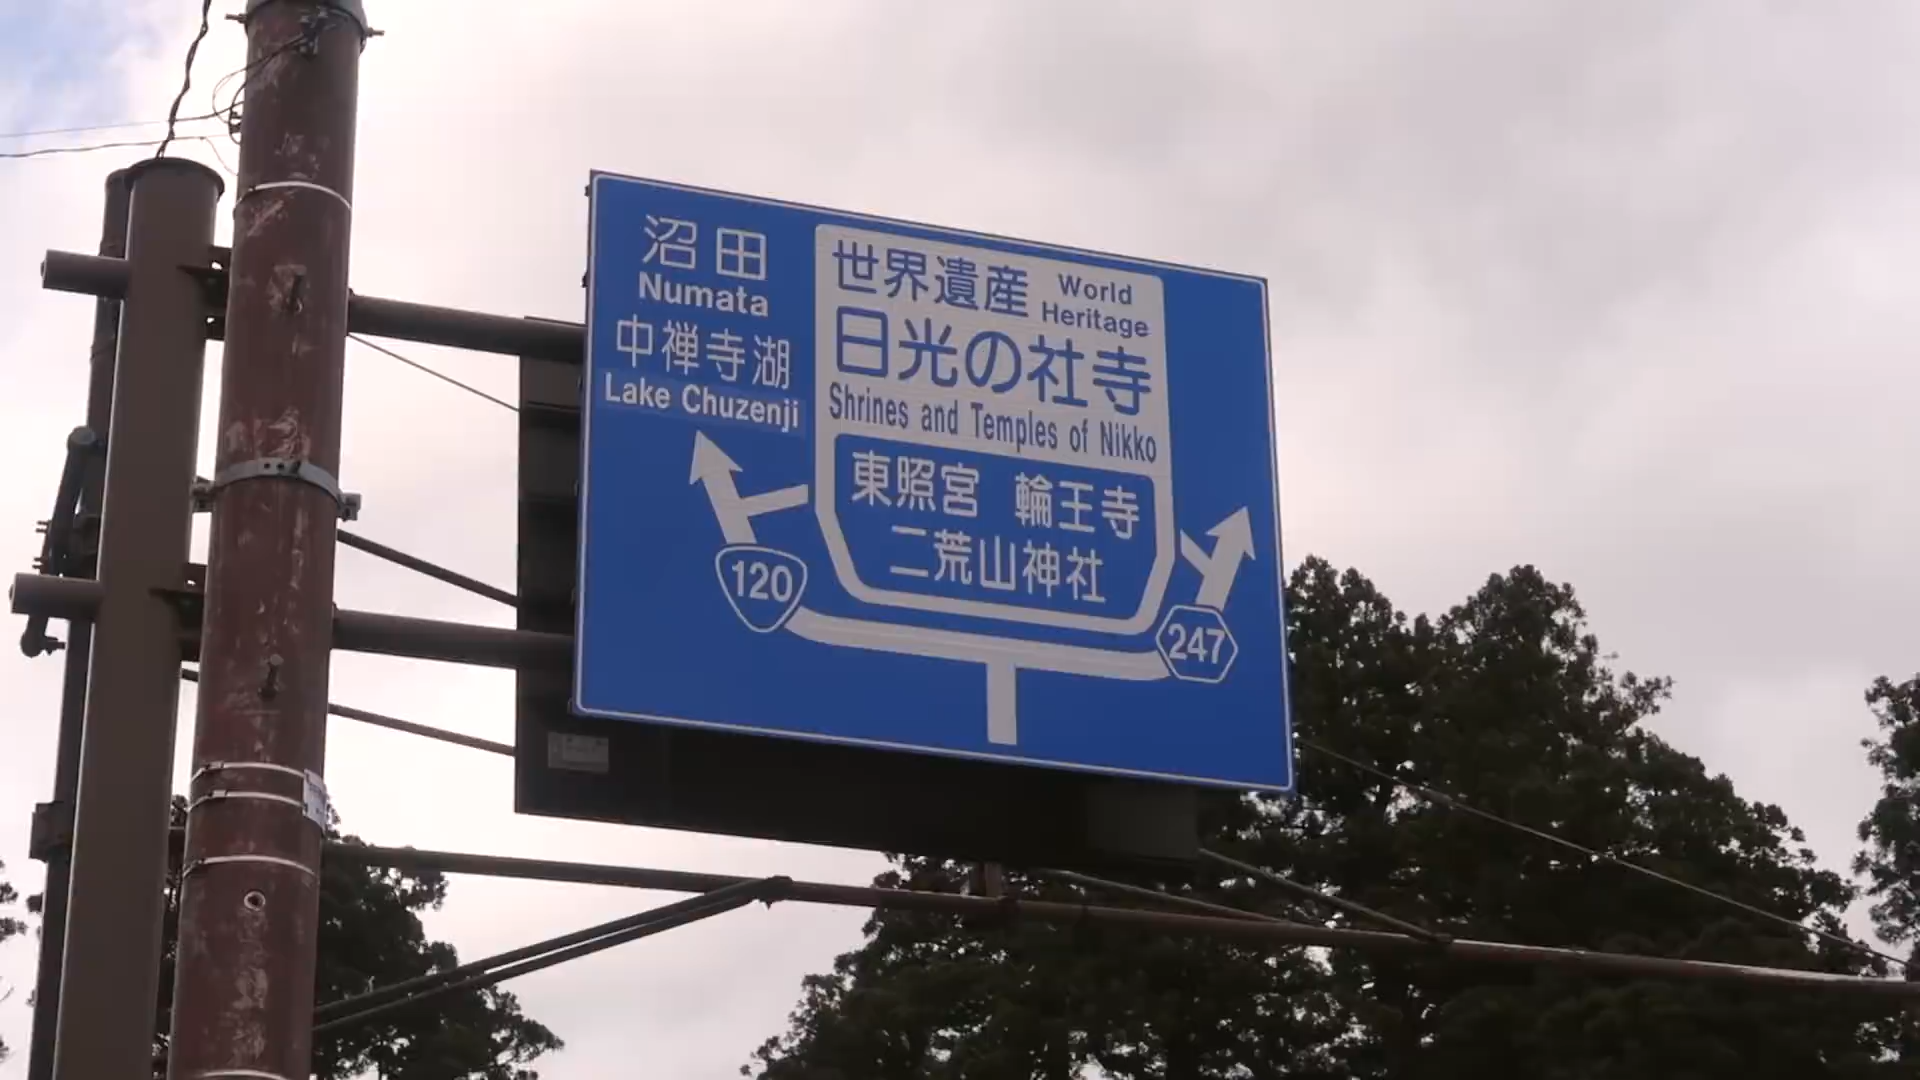 沼田
Numata
中禅寺湖
Lake Chuzenji
世界遺産 World Heritage
日光の社寺
Shrines and Temples of Nikko
東照宮 輪王寺
二荒山神社
120
247